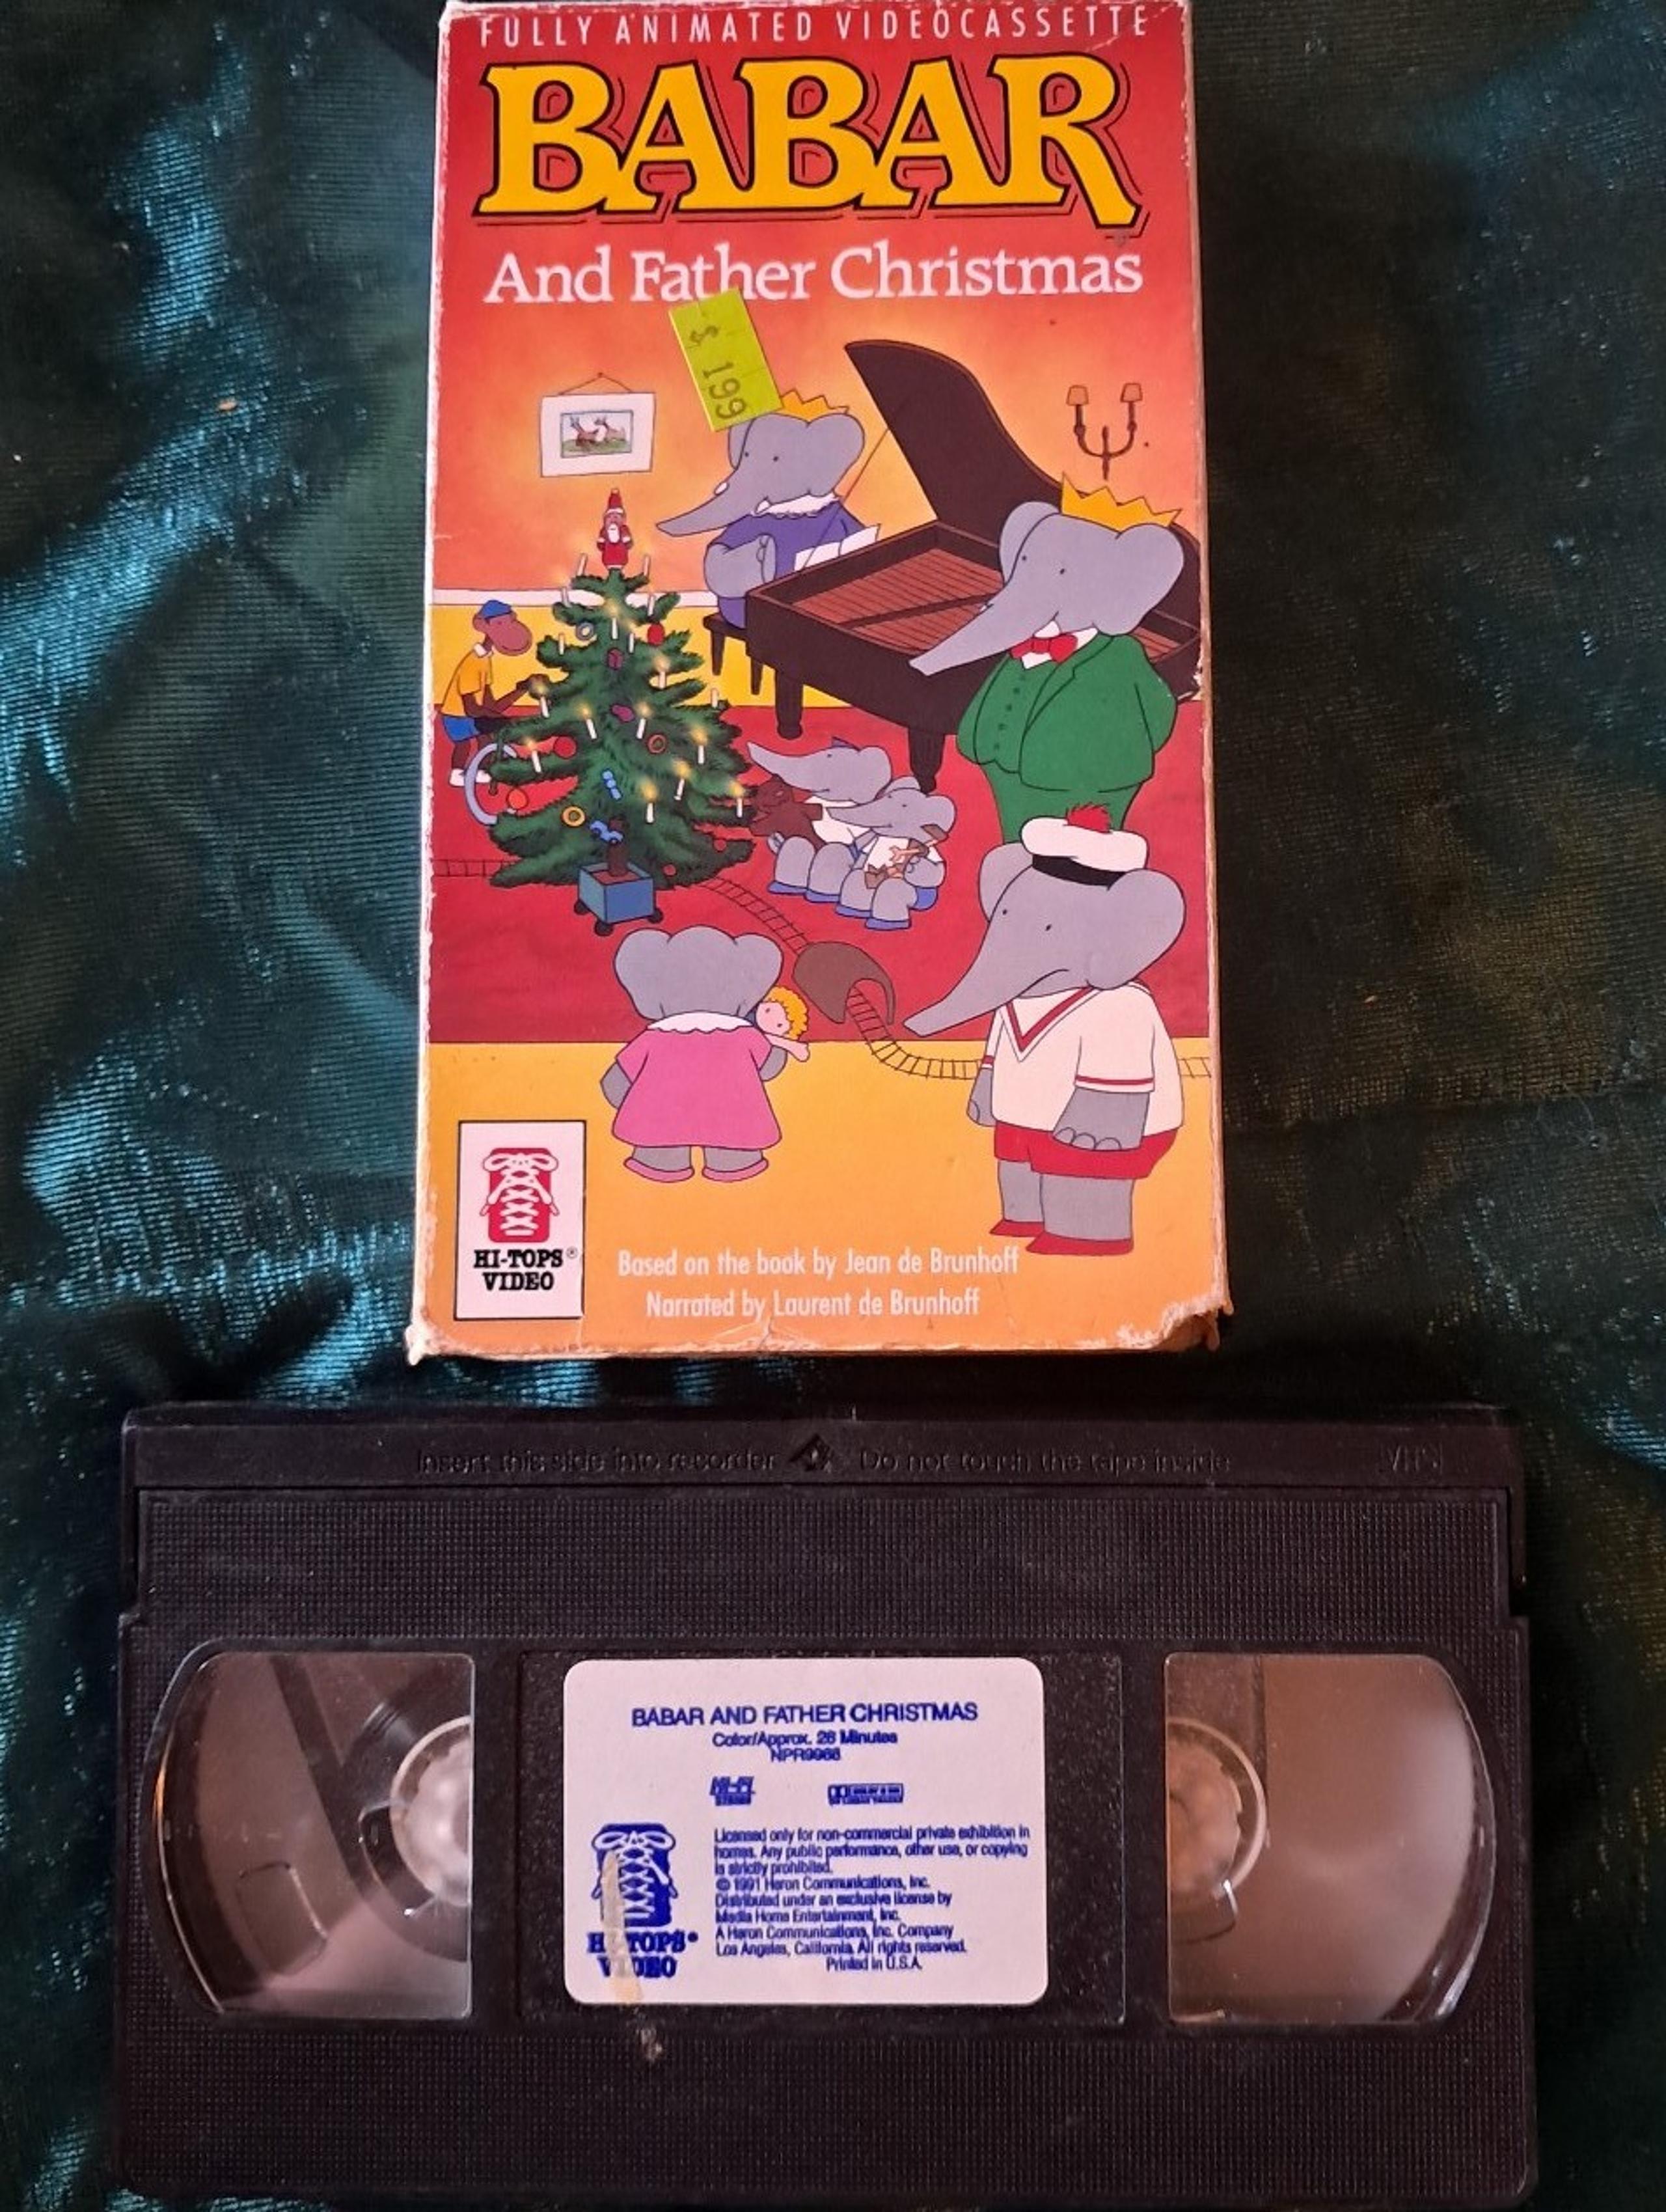 FULLY ANIMATED VIDEOCASSETTE
BABAR
And Father Christmas
$ 199
HI-TOPS®
VIDEO
Based on the book by Jean de Brunhoff
Narrated by Laurent de Brunhoff
Insert this side into recorder Do not touch the tape inside VHS
BABAR AND FATHER CHRISTMAS
Color/Approx. 26 Minutes
HI-FI
STEREO
Licensed only for non-commercial private exhibition in
homes. Any public performance, other use, or copying
is strictly prohibited.
© 1991 Heron Communications, Inc.
Distributed under an exclusive license by
Media Home Entertainment, Inc.
A Heron Communications, Inc. Company
Los Angeles, California. All rights reserved.
Printed in U.S.A.
HI-TOPS®
VIDEO